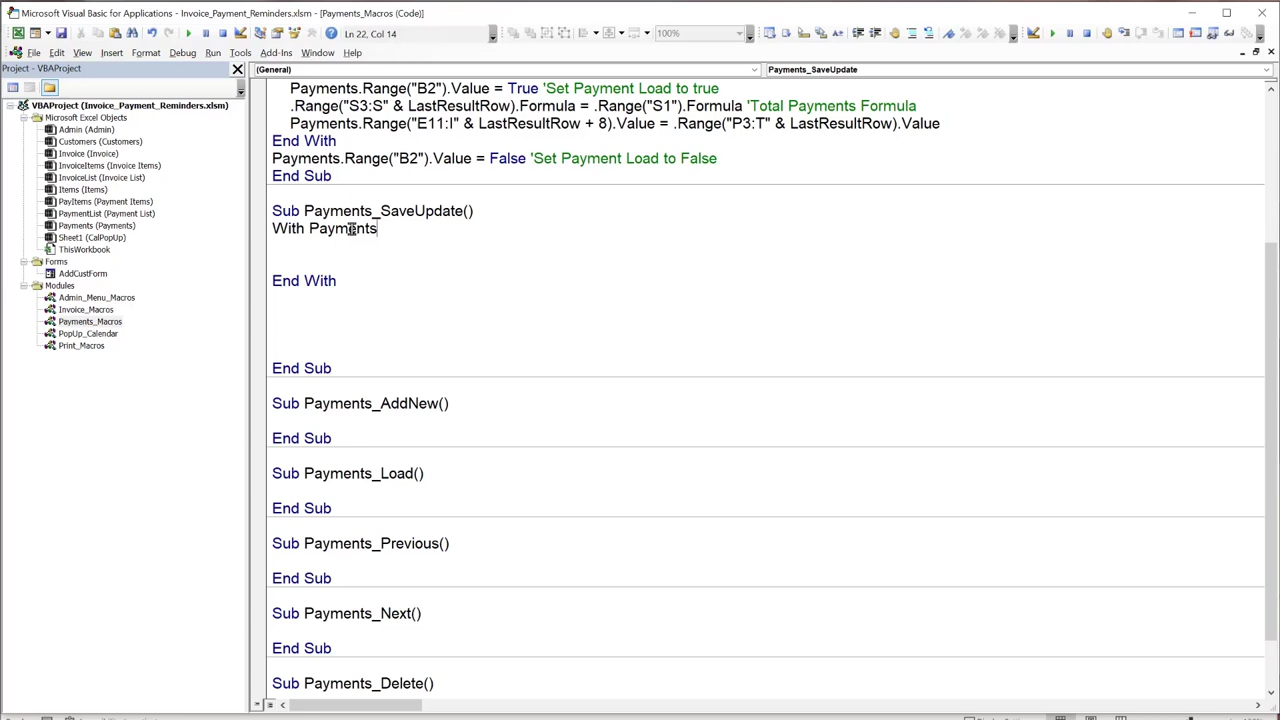 Microsoft Visual Basic for Applications - Invoice_Payment_Reminders.xlsm - [Payments_Macros (Code)]
Ln 22, Col 14
100%
File Edit View Insert Format Debug Run Tools Add-Ins Window Help
Project - VBAProject
(General)
Payments_SaveUpdate
VBAProject (Invoice_Payment_Reminders.xlsm)
Microsoft Excel Objects
Admin (Admin)
Customers (Customers)
Invoice (Invoice)
InvoiceItems (Invoice Items)
InvoiceList (Invoice List)
Items (Items)
PayItems (Payment Items)
PaymentList (Payment List)
Payments (Payments)
Sheet1 (CalPopUp)
ThisWorkbook
Forms
AddCustForm
Modules
Admin_Menu_Macros
Invoice_Macros
Payments_Macros
PopUp_Calendar
Print_Macros
Payments.Range("B2").Value = True 'Set Payment Load to true
.Range("S3:S" & LastResultRow).Formula = .Range("S1").Formula 'Total Payments Formula
Payments.Range("E11:I" & LastResultRow + 8).Value = .Range("P3:T" & LastResultRow).Value
End With
Payments.Range("B2").Value = False 'Set Payment Load to False
End Sub
Sub Payments_SaveUpdate()
With Payments
End With
End Sub
Sub Payments_AddNew()
End Sub
Sub Payments_Load()
End Sub
Sub Payments_Previous()
End Sub
Sub Payments_Next()
End Sub
Sub Payments_Delete()